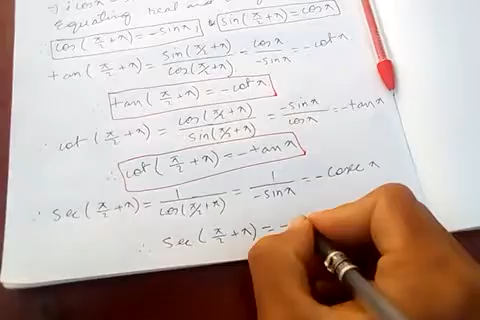 i cos x =
Equating real and
∴ cos(π/2 + x) = -sin x, & sin(π/2 + x) = cos x
tan(π/2 + x) = sin(π/2 + x)/cos(π/2 + x) = cos x/-sin x = -cot x
tan(π/2 + x) = -cot x
∴ cot(π/2 + x) = cos(π/2 + x)/sin(π/2 + x) = -sin x/cos x = -tan x
∴ cot(π/2 + x) = -tan x
∴ sec(π/2 + x) = 1/cos(π/2 + x) = 1/-sin x = -cosec x
∴ sec(π/2 + x) = -